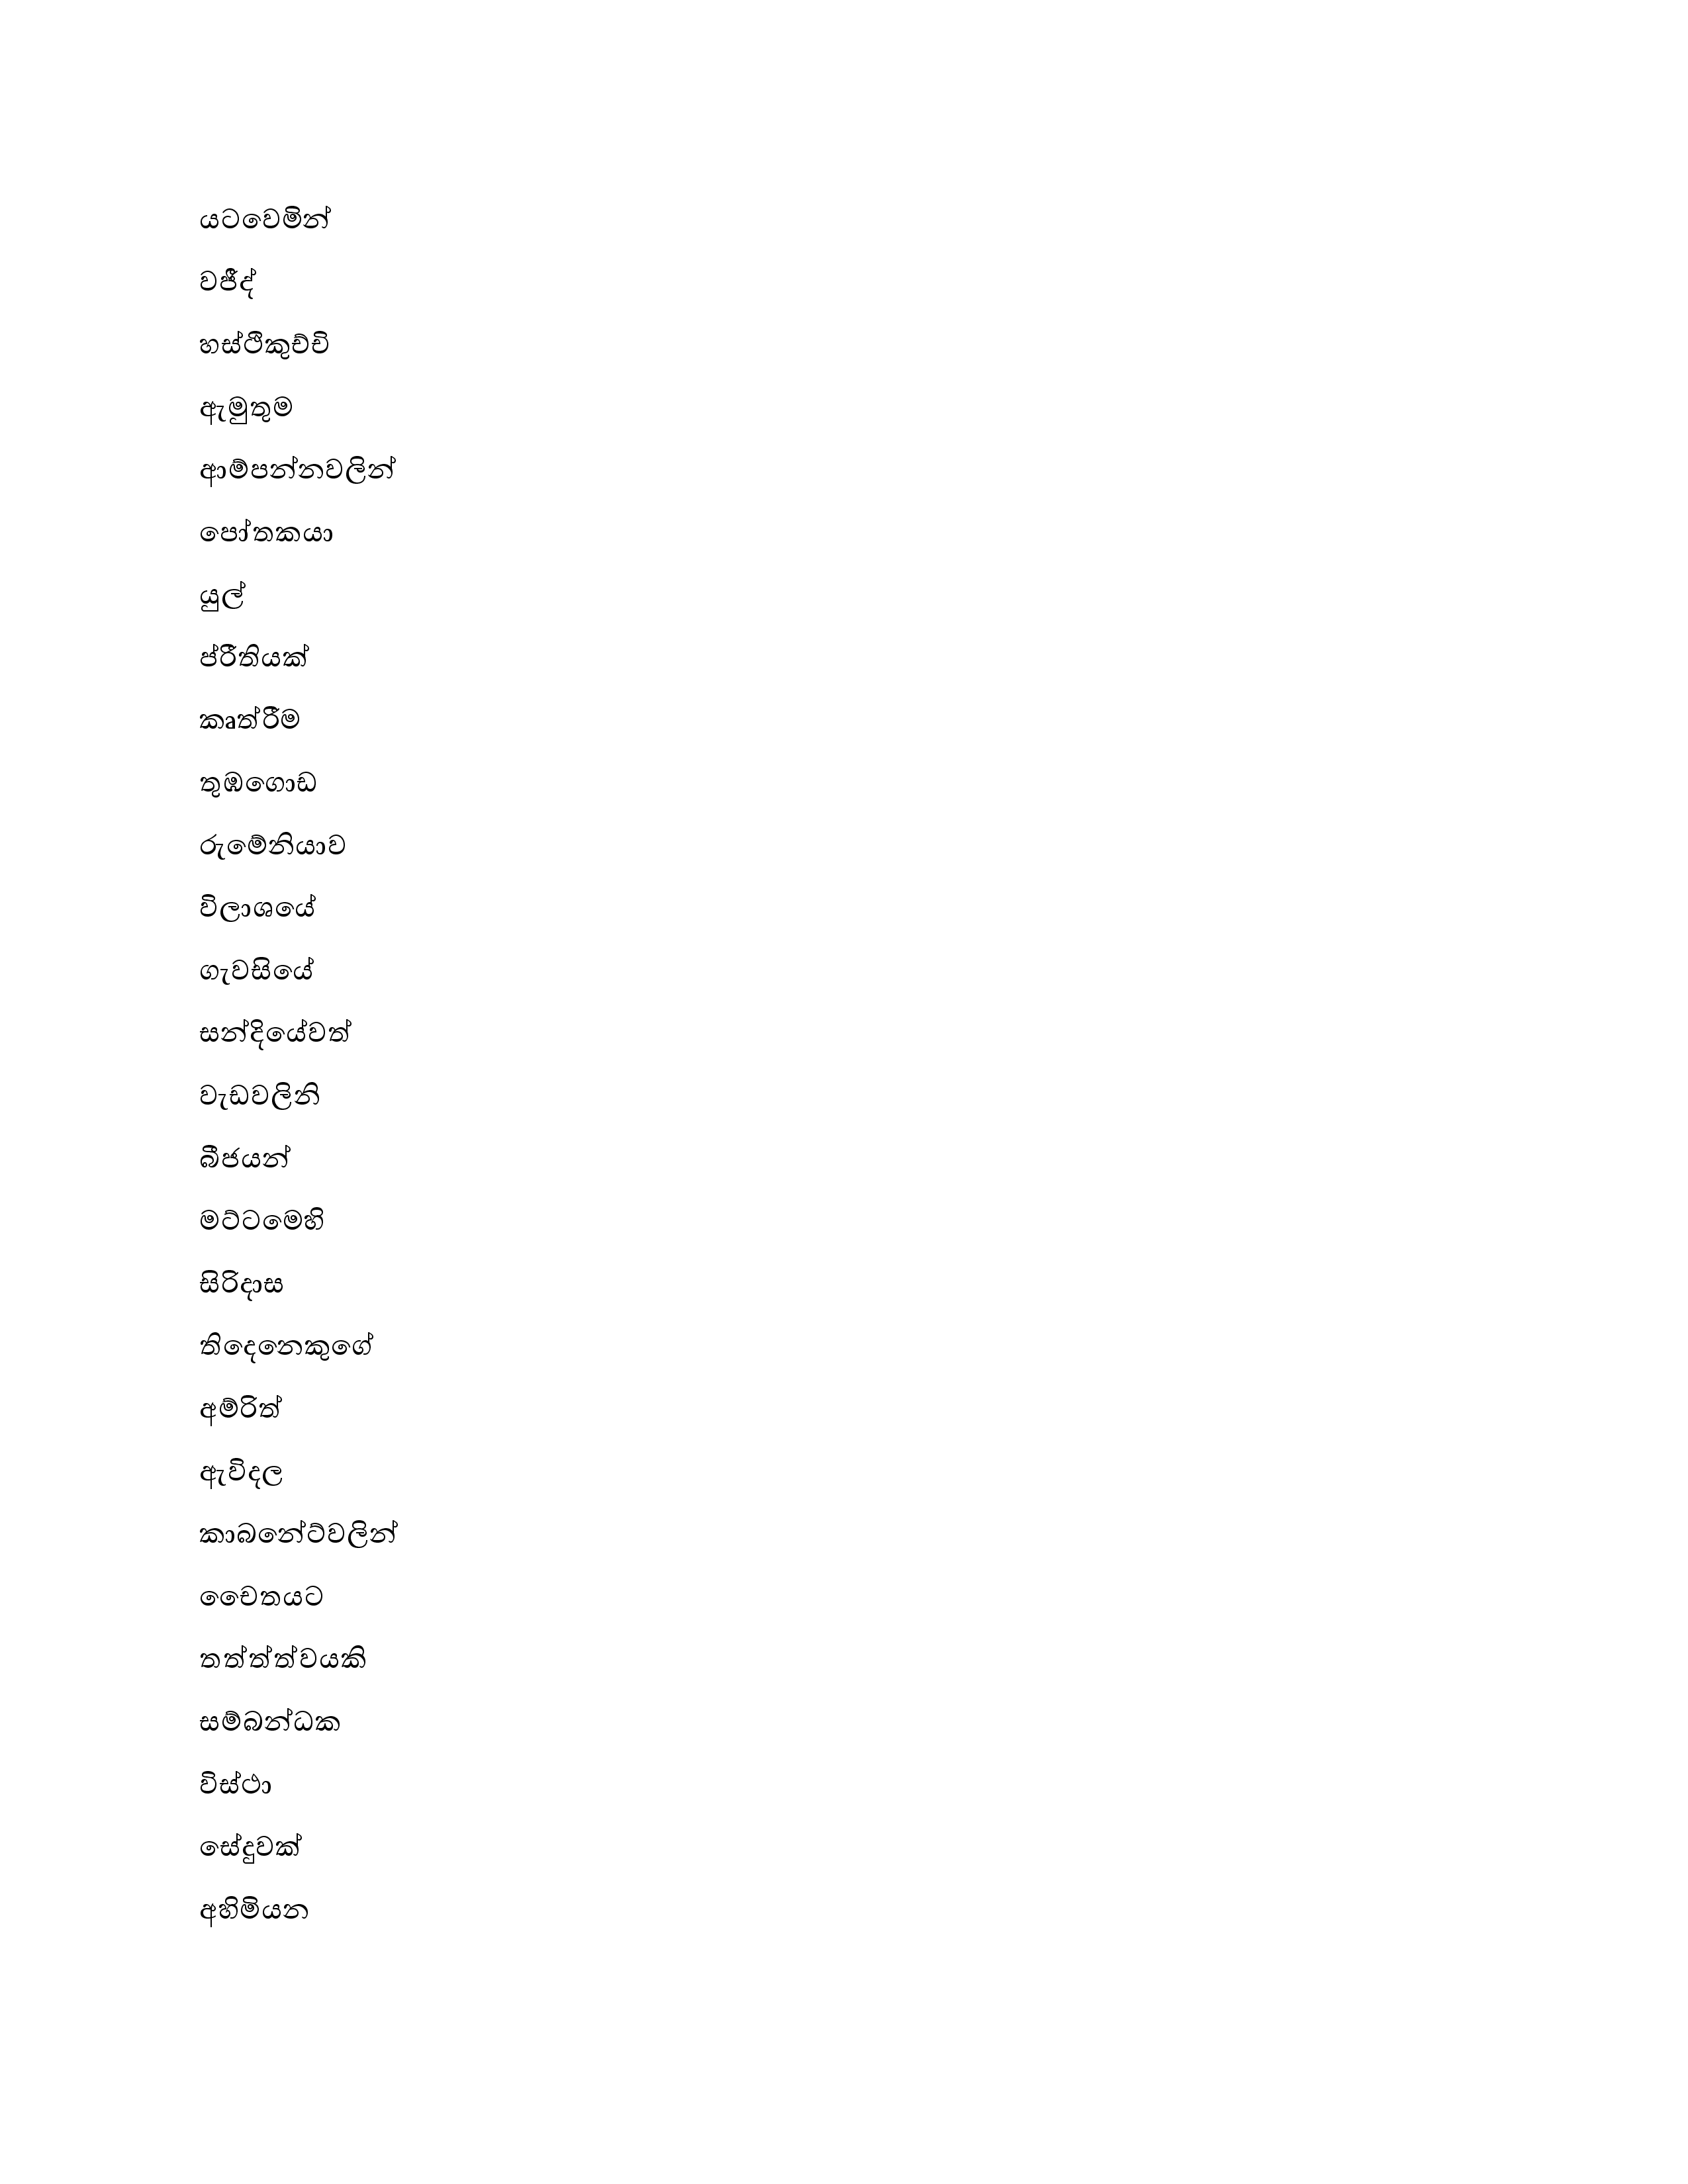 යටවෙමින්
වජීද්
හස්ථිකුච්චි
ඇමුතුම
ආම්පන්නවලින්
පෝතකයා
යුල්
ප්රීතියක්
කෘත්රීම
තුඹගොඩ
රුමේනියාව
විලාශයේ
ගැවසියේ
සන්දියේවත්
වැඩවලිනි
බීජයන්
මට්ටමෙහි
සිරිදාස
තිදෙනෙකුගේ
අම්රිත්
ඇවිදල
කාබනේට්වලින්
චෛතයට
තත්ත්ත්වයකි
සම්බන්ධක
විස්ථා
සේදුවක්
අහිමියන